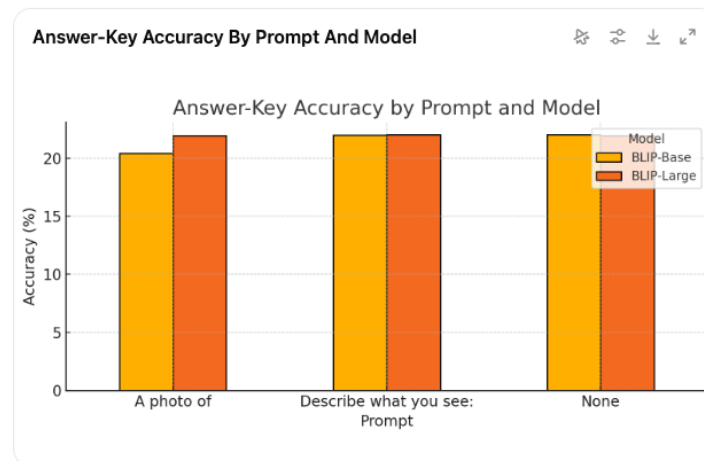 Answer-Key Accuracy By Prompt And Model
Answer-Key Accuracy by Prompt and Model
Model
BLIP-Base
BLIP-Large
Accuracy (%)
20
15
10
5
0
A photo of Describe what you see: None
Prompt